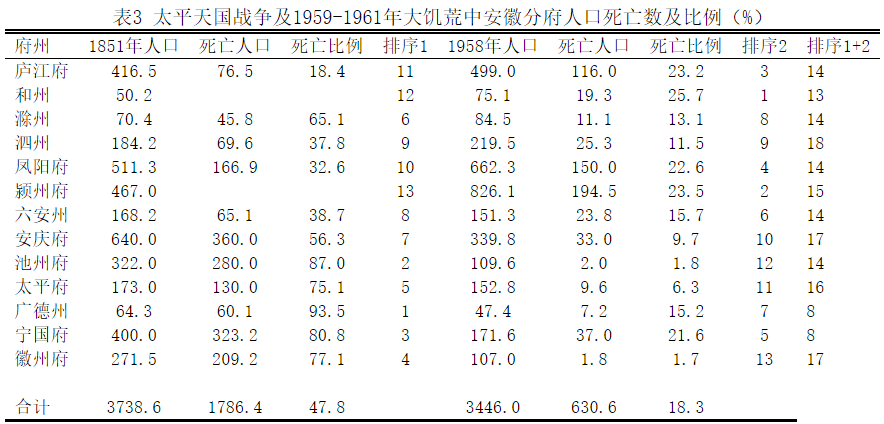 表3 太平天国战争及1959-1961年大饥荒中安徽分府人口死亡数及比例（%）
府州 1851年人口 死亡人口 死亡比例 排序1 1958年人口 死亡人口 死亡比例 排序2 排序1+2
庐江府 416.5 76.5 18.4 11 499.0 116.0 23.2 3 14
和州 50.2 12 75.1 19.3 25.7 1 13
滁州 70.4 45.8 65.1 6 84.5 11.1 13.1 8 14
泗州 184.2 69.6 37.8 9 219.5 25.3 11.5 9 18
凤阳府 511.3 166.9 32.6 10 662.3 150.0 22.6 4 14
颍州府 467.0 13 826.1 194.5 23.5 2 15
六安州 168.2 65.1 38.7 8 151.3 23.8 15.7 6 14
安庆府 640.0 360.0 56.3 7 339.8 33.0 9.7 10 17
池州府 322.0 280.0 87.0 2 109.6 2.0 1.8 12 14
太平府 173.0 130.0 75.1 5 152.8 9.6 6.3 11 16
广德州 64.3 60.1 93.5 1 47.4 7.2 15.2 7 8
宁国府 400.0 323.2 80.8 3 171.6 37.0 21.6 5 8
徽州府 271.5 209.2 77.1 4 107.0 1.8 1.7 13 17
合计 3738.6 1786.4 47.8 3446.0 630.6 18.3